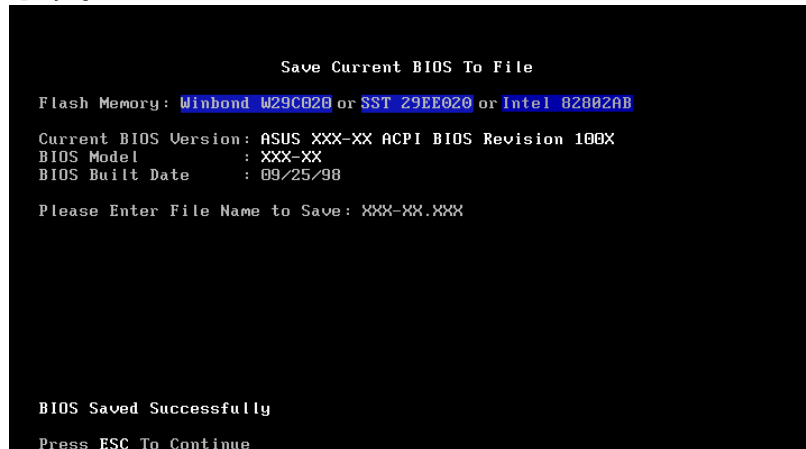 Save Current BIOS To File
Flash Memory: Winbond W29C020 or SST 29EE020 or Intel 82802AB
Current BIOS Version: ASUS XXX-XX ACPI BIOS Revision 100X
BIOS Model : XXX-XX
BIOS Built Date : 09/25/98
Please Enter File Name to Save: XXX-XX.XXX
BIOS Saved Successfully
Press ESC To Continue